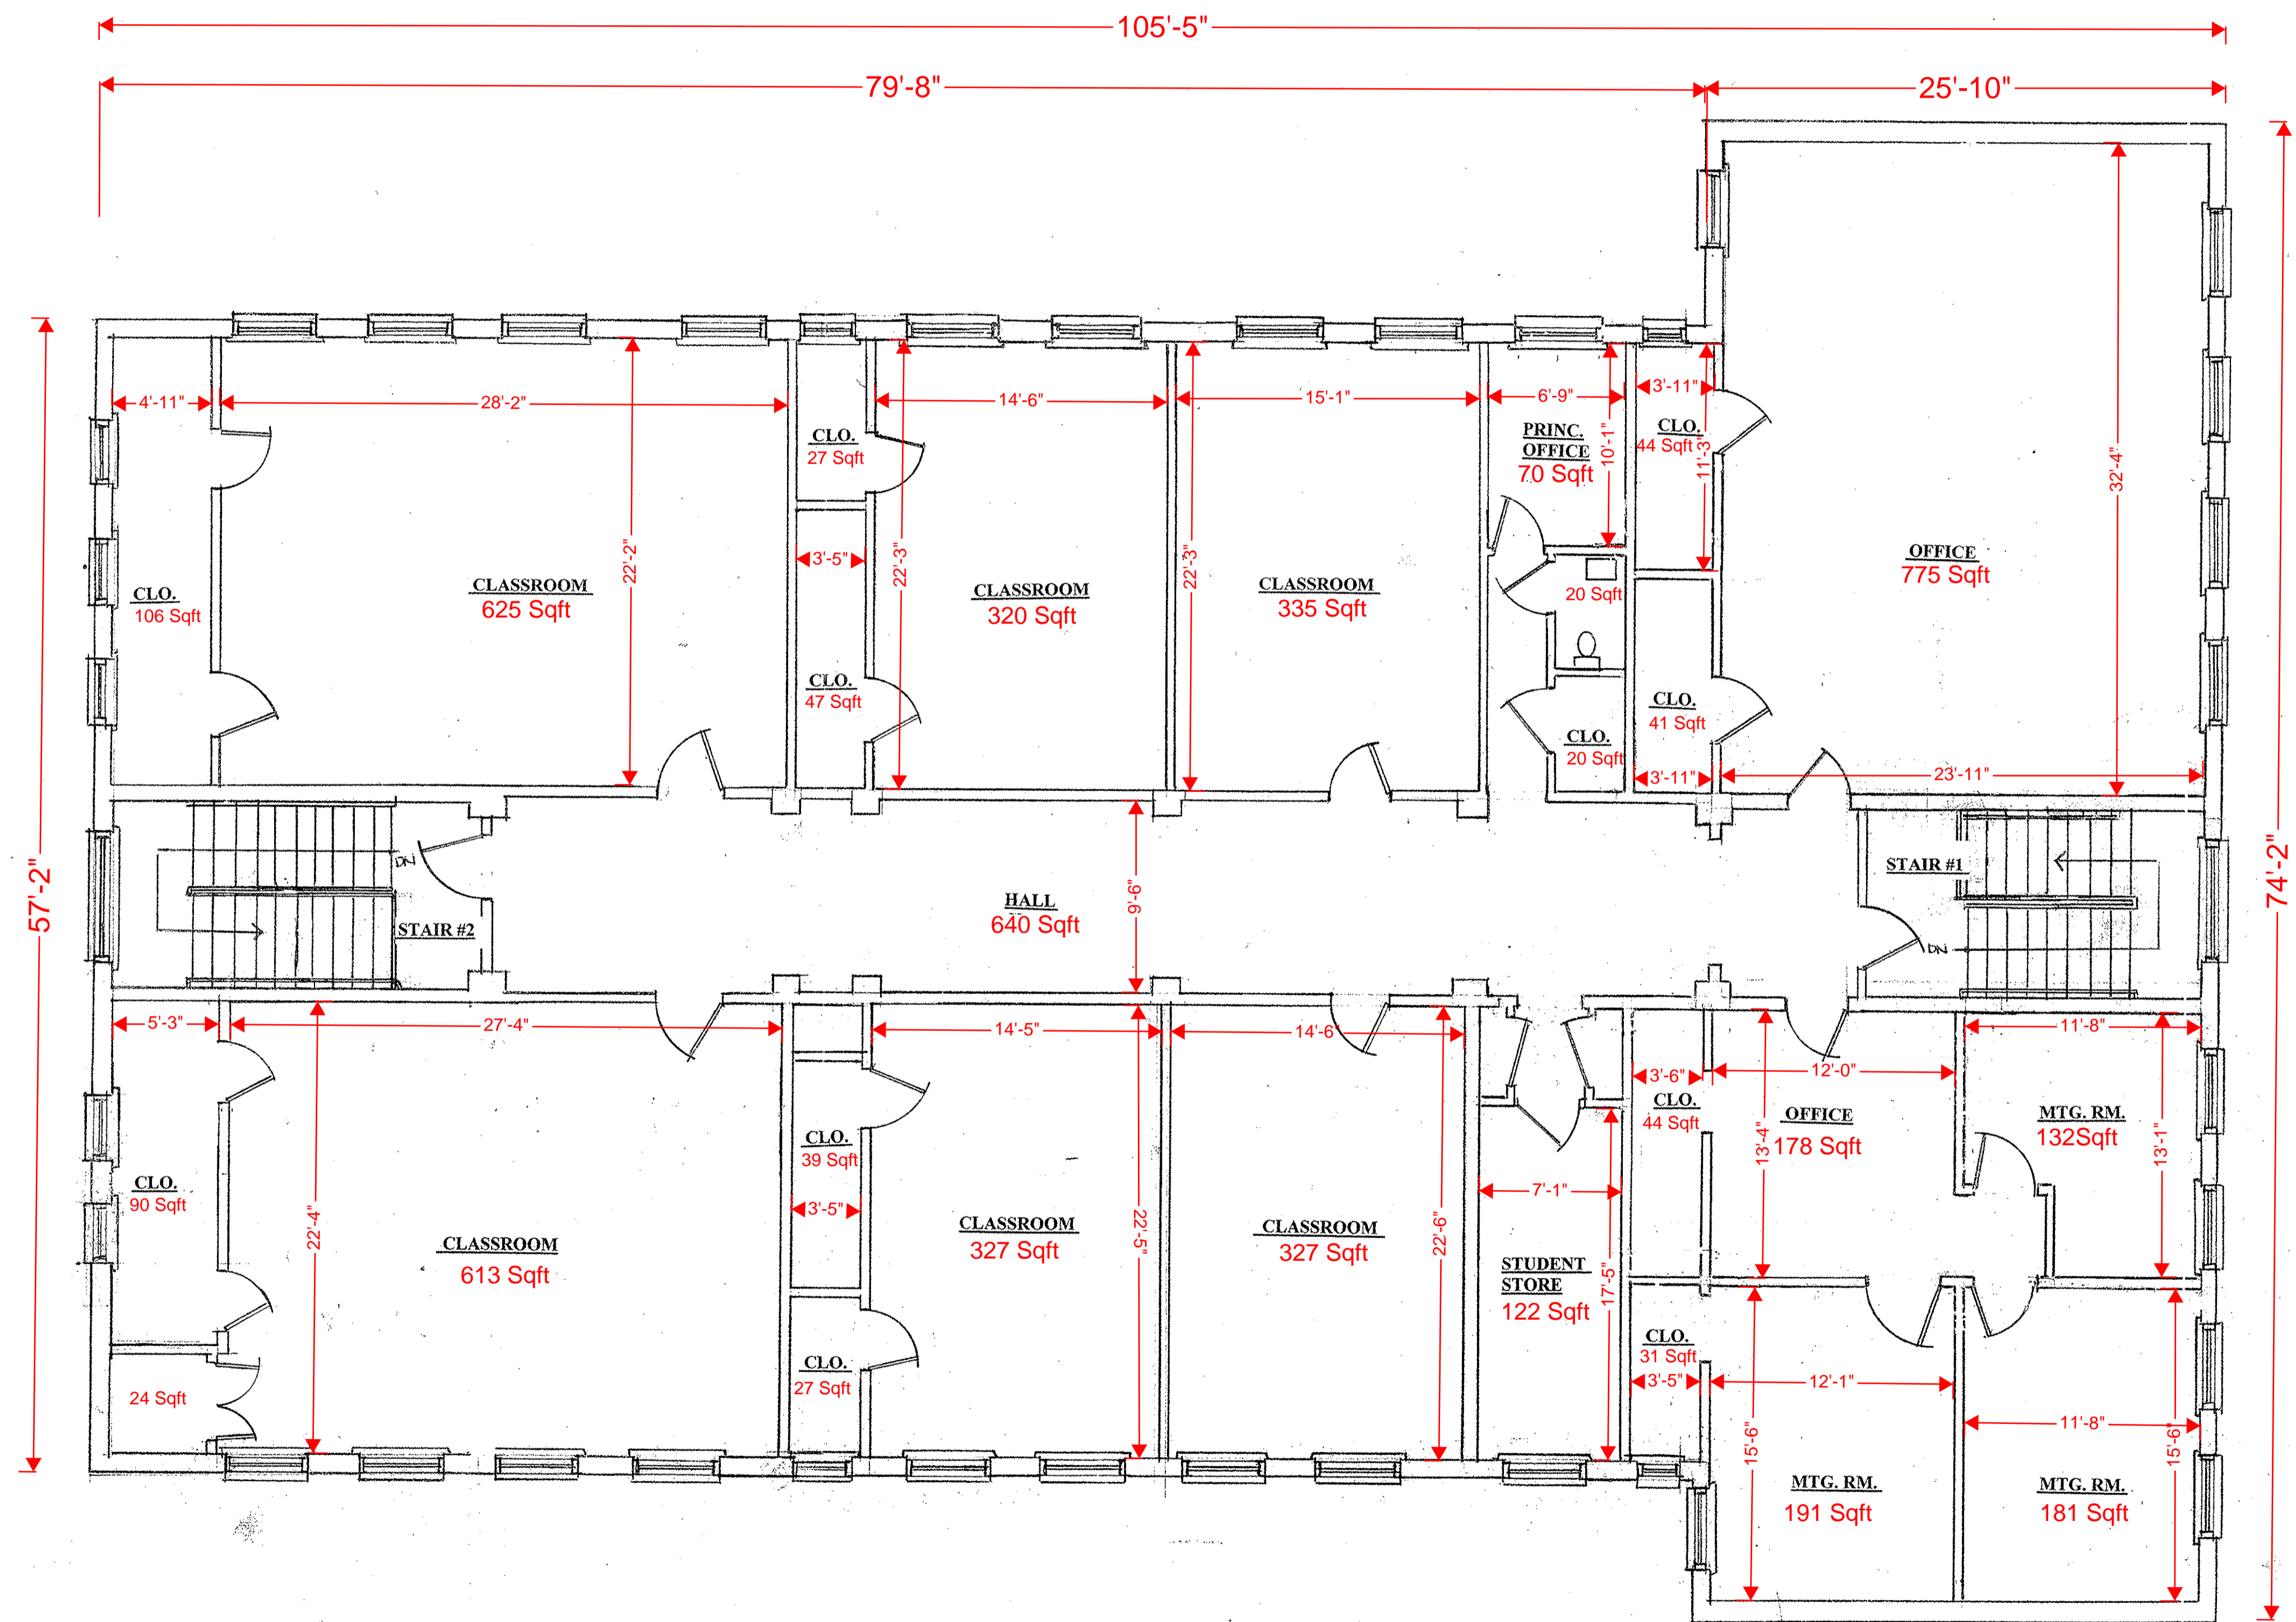 105'-5"
79'-8"
25'-10"
57'-2"
74'-2"
4'-11"
28'-2"
14'-6"
15'-1"
6'-9"
3'-11"
CLO.
27 Sqft
PRINC.
OFFICE
70 Sqft
10'-1"
CLO.
44 Sqft
11'-3"
32'-4"
CLO.
106 Sqft
CLASSROOM
625 Sqft
22'-2"
3'-5"
22'-3"
CLASSROOM
320 Sqft
22'-3"
CLASSROOM
335 Sqft
20 Sqft
OFFICE
775 Sqft
CLO.
47 Sqft
CLO.
41 Sqft
CLO.
20 Sqft
3'-11"
23'-11"
DN
STAIR #2
HALL
640 Sqft
9'-6"
STAIR #1
DN
5'-3"
27'-4"
14'-5"
14'-6"
11'-8"
3'-6"
12'-0"
CLO.
44 Sqft
OFFICE
178 Sqft
13'-4"
MTG. RM.
132Sqft
13'-1"
CLO.
39 Sqft
3'-5"
CLO.
90 Sqft
22'-4"
CLASSROOM
613 Sqft
CLASSROOM
327 Sqft
22'-5"
CLASSROOM
327 Sqft
22'-6"
7'-1"
STUDENT
STORE
122 Sqft
17'-5"
CLO.
27 Sqft
24 Sqft
CLO.
31 Sqft
3'-5"
12'-1"
11'-8"
15'-6"
15'-6"
MTG. RM.
191 Sqft
MTG. RM.
181 Sqft